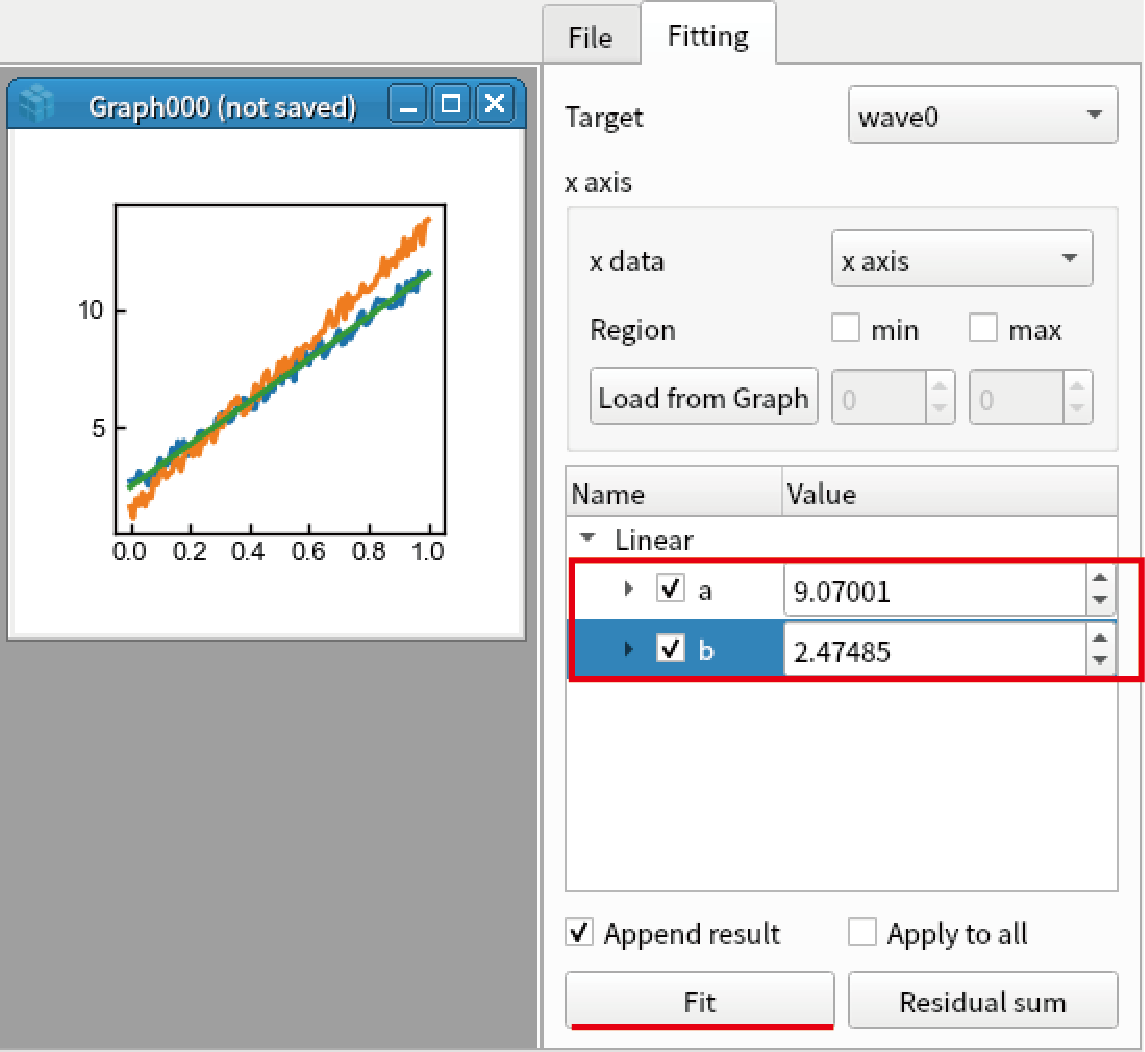 File
Fitting
Graph000 (not saved)
10
5
0.0 0.2 0.4 0.6 0.8 1.0
Target
wave0
x axis
x data
x axis
Region
min
max
Load from Graph
0
0
Name
Value
Linear
a
9.07001
b
2.47485
Append result
Apply to all
Fit
Residual sum